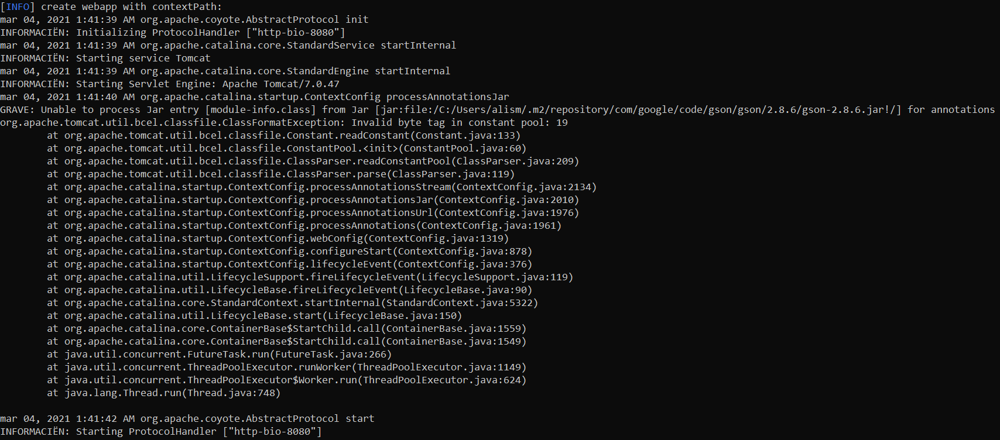 [INFO] create webapp with contextPath:
mar 04, 2021 1:41:39 AM org.apache.coyote.AbstractProtocol init
INFORMACIËN: Initializing ProtocolHandler ["http-bio-8080"]
mar 04, 2021 1:41:39 AM org.apache.catalina.core.StandardService startInternal
INFORMACIËN: Starting service Tomcat
mar 04, 2021 1:41:39 AM org.apache.catalina.core.StandardEngine startInternal
INFORMACIËN: Starting Servlet Engine: Apache Tomcat/7.0.47
mar 04, 2021 1:41:40 AM org.apache.catalina.startup.ContextConfig processAnnotationsJar
GRAVE: Unable to process Jar entry [module-info.class] from Jar [jar:file:/C:/Users/alism/.m2/repository/com/google/code/gson/gson/2.8.6/gson-2.8.6.jar!/] for annotations
org.apache.tomcat.util.bcel.classfile.ClassFormatException: Invalid byte tag in constant pool: 19
        at org.apache.tomcat.util.bcel.classfile.Constant.readConstant(Constant.java:133)
        at org.apache.tomcat.util.bcel.classfile.ConstantPool.<init>(ConstantPool.java:60)
        at org.apache.tomcat.util.bcel.classfile.ClassParser.readConstantPool(ClassParser.java:209)
        at org.apache.tomcat.util.bcel.classfile.ClassParser.parse(ClassParser.java:119)
        at org.apache.catalina.startup.ContextConfig.processAnnotationsStream(ContextConfig.java:2134)
        at org.apache.catalina.startup.ContextConfig.processAnnotationsJar(ContextConfig.java:2010)
        at org.apache.catalina.startup.ContextConfig.processAnnotationsUrl(ContextConfig.java:1976)
        at org.apache.catalina.startup.ContextConfig.processAnnotations(ContextConfig.java:1961)
        at org.apache.catalina.startup.ContextConfig.webConfig(ContextConfig.java:1319)
        at org.apache.catalina.startup.ContextConfig.configureStart(ContextConfig.java:878)
        at org.apache.catalina.startup.ContextConfig.lifecycleEvent(ContextConfig.java:376)
        at org.apache.catalina.util.LifecycleSupport.fireLifecycleEvent(LifecycleSupport.java:119)
        at org.apache.catalina.util.LifecycleBase.fireLifecycleEvent(LifecycleBase.java:90)
        at org.apache.catalina.core.StandardContext.startInternal(StandardContext.java:5322)
        at org.apache.catalina.util.LifecycleBase.start(LifecycleBase.java:150)
        at org.apache.catalina.core.ContainerBase$StartChild.call(ContainerBase.java:1559)
        at org.apache.catalina.core.ContainerBase$StartChild.call(ContainerBase.java:1549)
        at java.util.concurrent.FutureTask.run(FutureTask.java:266)
        at java.util.concurrent.ThreadPoolExecutor.runWorker(ThreadPoolExecutor.java:1149)
        at java.util.concurrent.ThreadPoolExecutor$Worker.run(ThreadPoolExecutor.java:624)
        at java.lang.Thread.run(Thread.java:748)

mar 04, 2021 1:41:42 AM org.apache.coyote.AbstractProtocol start
INFORMACIËN: Starting ProtocolHandler ["http-bio-8080"]